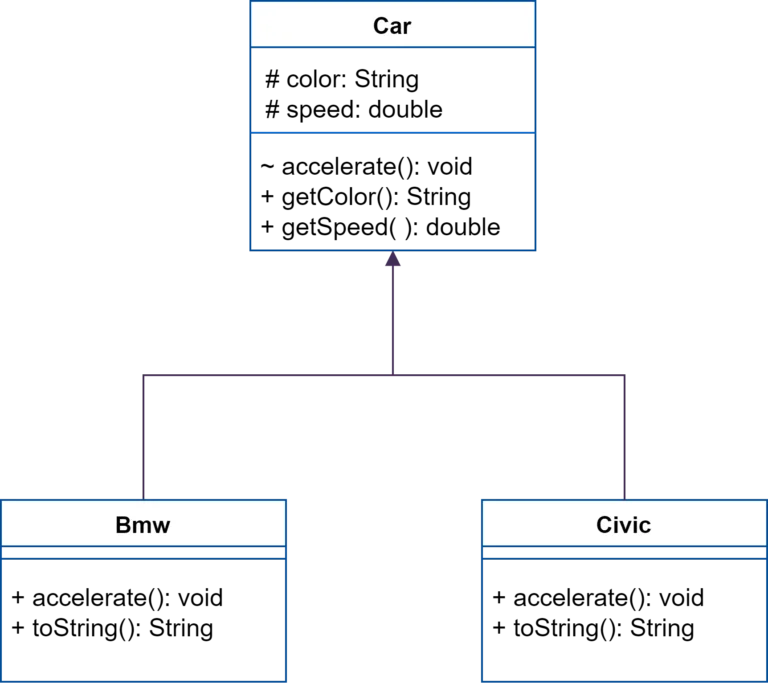 Car
# color: String
# speed: double
~ accelerate(): void
+ getColor(): String
+ getSpeed( ): double
Bmw
+ accelerate(): void
+ toString(): String
Civic
+ accelerate(): void
+ toString(): String